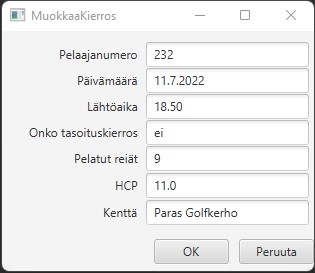 MuokkaaKierros
Pelaajanumero 232
Päivämäärä 11.7.2022
Lähtöaika 18.50
Onko tasoituskierros ei
Pelatut reiät 9
HCP 11.0
Kenttä Paras Golfkerho
OK Peruuta